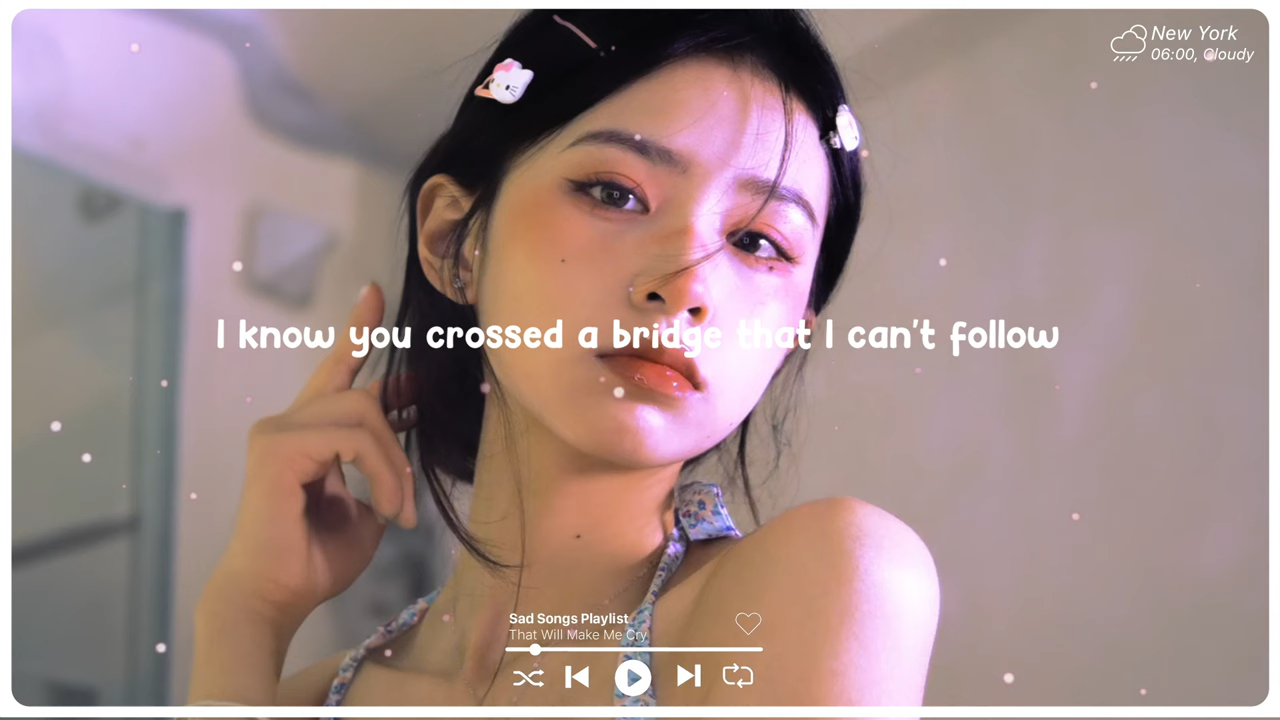 New York
06:00, Cloudy
I know you crossed a bridge that I can't follow
Sad Songs Playlist
That Will Make Me Cry